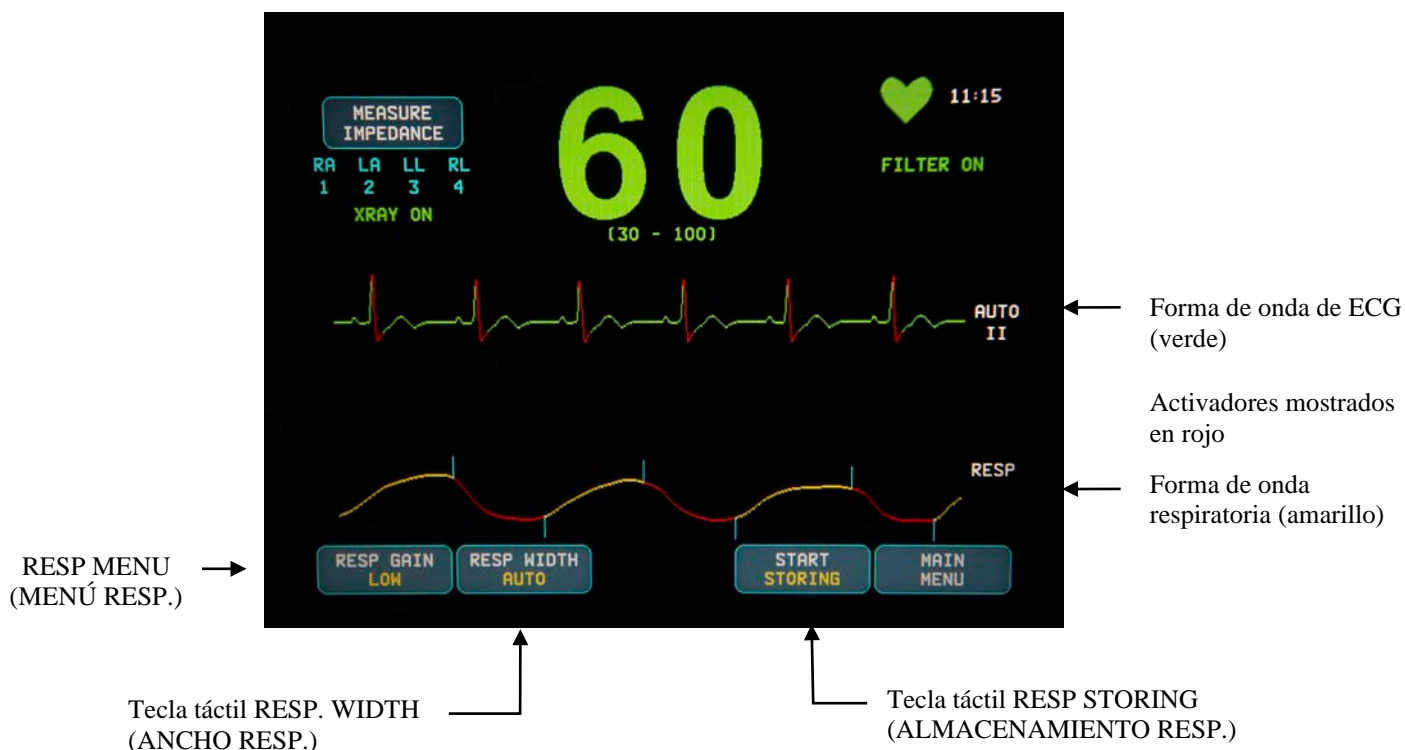 MEASURE
IMPEDANCE
RA LA LL RL
1 2 3 4
XRAY ON
60
(30 - 100)
11:15
FILTER ON
AUTO
II
Forma de onda de ECG
(verde)
Activadores mostrados
en rojo
RESP
Forma de onda
respiratoria (amarillo)
RESP MENU
(MENÚ RESP.)
RESP GAIN
LOW
RESP WIDTH
AUTO
START
STORING
MAIN
MENU
Tecla táctil RESP. WIDTH
(ANCHO RESP.)
Tecla táctil RESP STORING
(ALMACENAMIENTO RESP.)